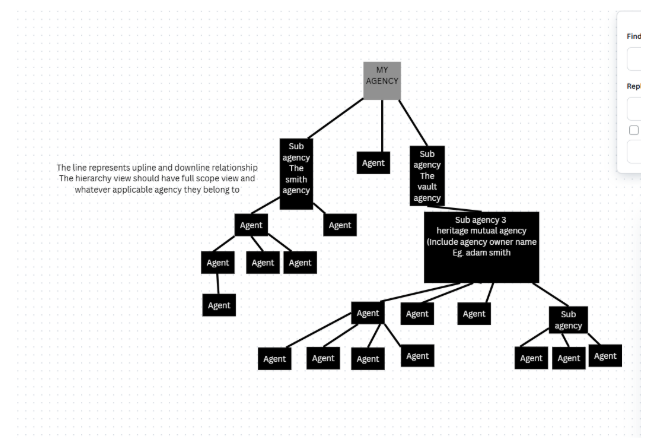 Find
Repl
MY
AGENCY
Sub
agency
The
smith
agency
Agent
Sub
agency
The
vault
agency
The line represents upline and downline relationship
The hierarchy view should have full scope view and
whatever applicable agency they belong to
Sub agency 3
heritage mutual agency
(Include agency owner name
Eg. adam smith
Agent
Agent
Agent
Agent
Agent
Agent
Agent
Agent
Agent
Sub
agency
Agent
Agent
Agent
Agent
Agent
Agent
Agent